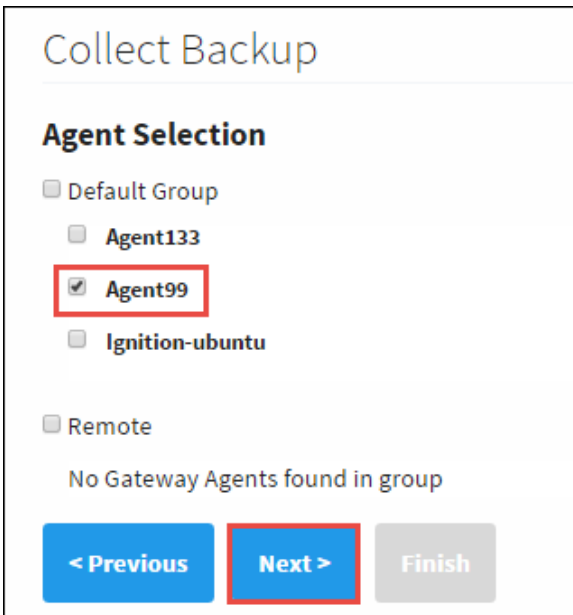 Collect Backup
Agent Selection
Default Group
Agent133
Agent99
Ignition-ubuntu
Remote
No Gateway Agents found in group
< Previous Next > Finish